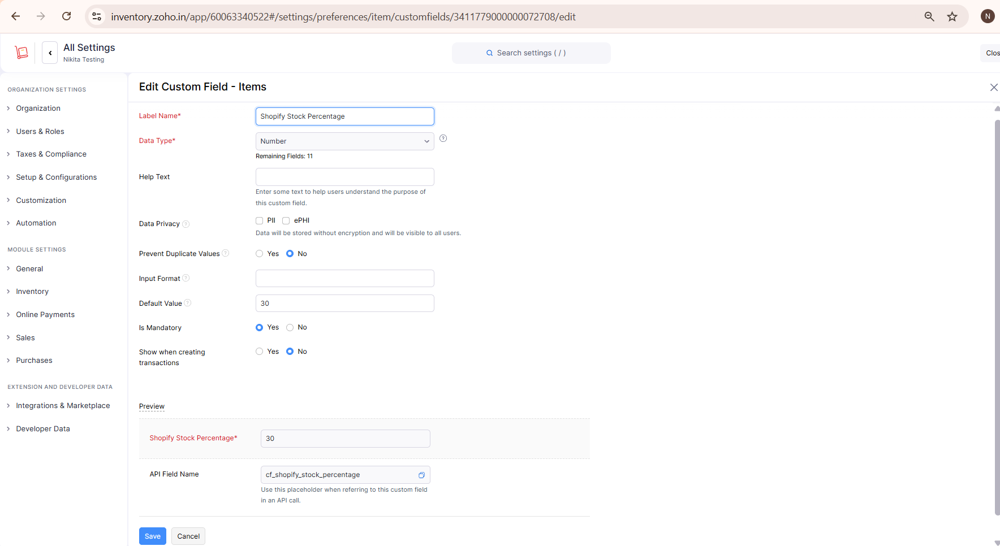 inventory.zoho.in/app/60063340522#/settings/preferences/item/customfields/3411779000000072708/edit
N
All Settings
Nikita Testing
Search settings ( / )
Clos
ORGANIZATION SETTINGS
Organization
Users & Roles
Taxes & Compliance
Setup & Configurations
Customization
Automation
MODULE SETTINGS
General
Inventory
Online Payments
Sales
Purchases
EXTENSION AND DEVELOPER DATA
Integrations & Marketplace
Developer Data
Edit Custom Field - Items
Label Name*
Shopify Stock Percentage
Data Type*
Number
?
Remaining Fields: 11
Help Text
Enter some text to help users understand the purpose of
this custom field.
Data Privacy ?
PII ePHI
Data will be stored without encryption and will be visible to all users.
Prevent Duplicate Values ?
Yes No
Input Format ?
Default Value ?
30
Is Mandatory
Yes No
Show when creating
transactions
Yes No
Preview
Shopify Stock Percentage*
30
API Field Name
cf_shopify_stock_percentage
Use this placeholder when referring to this custom field
in an API call.
Save Cancel